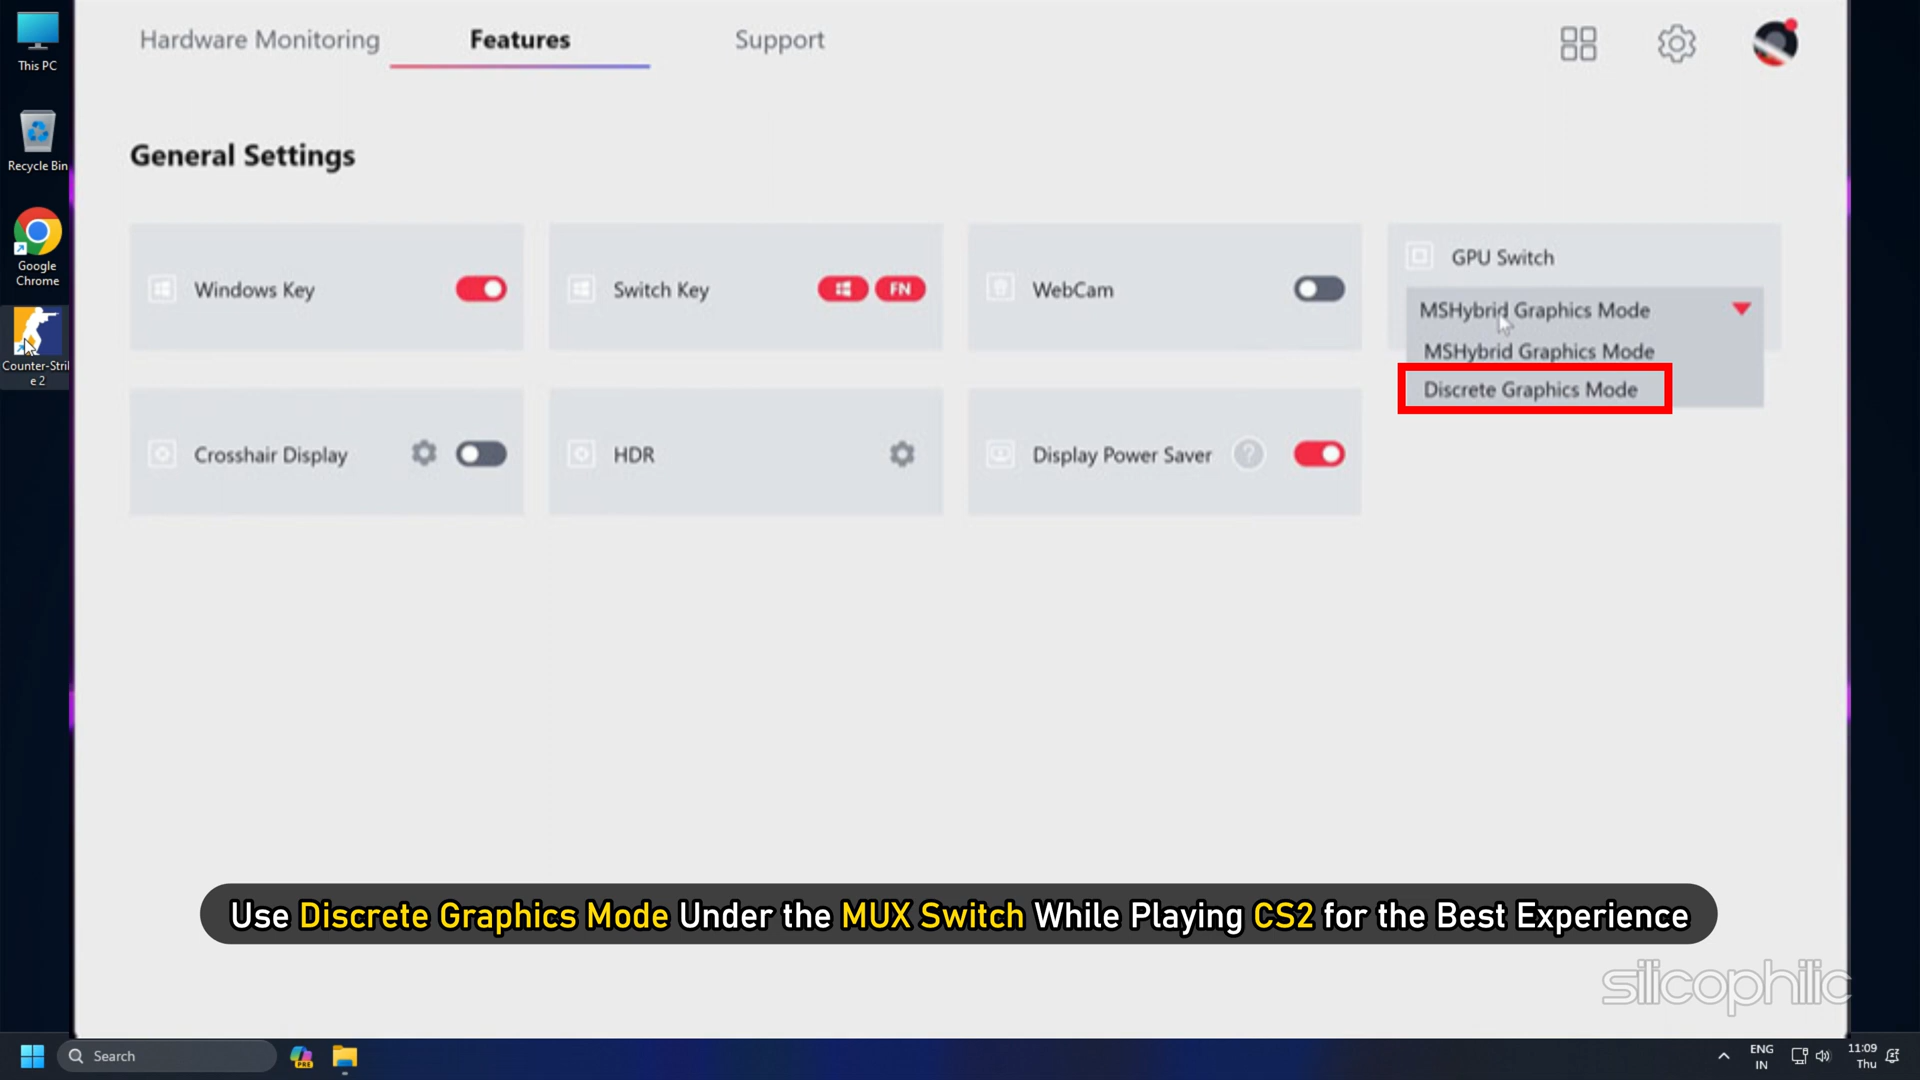 This PC
Recycle Bin
Google
Chrome
Counter-Stri
e 2
Hardware Monitoring
Features
Support
General Settings
Windows Key
Switch Key
FN
WebCam
GPU Switch
MSHybrid Graphics Mode
MSHybrid Graphics Mode
Discrete Graphics Mode
Crosshair Display
HDR
Display Power Saver
?
Use Discrete Graphics Mode Under the MUX Switch While Playing CS2 for the Best Experience
silicophilic
Search
PRE
ENG
IN
11:09
Thu